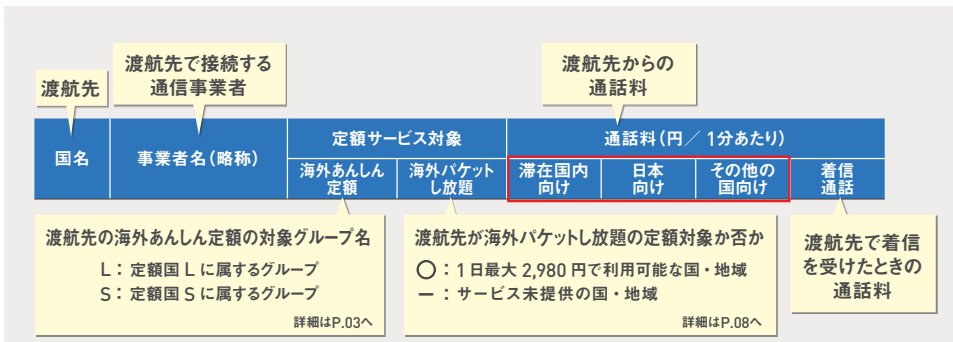 渡航先
渡航先で接続する
通信事業者
渡航先からの
通話料
国名
事業者名(略称)
定額サービス対象
通話料(円／1分あたり)
海外あんしん
定額
海外パケット
し放題
滞在国内
向け
日本
向け
その他の
国向け
着信
通話
渡航先の海外あんしん定額の対象グループ名
L：定額国Lに属するグループ
S：定額国Sに属するグループ
詳細はP.03へ
渡航先が海外パケットし放題の定額対象か否か
〇：1日最大2,980円で利用可能な国・地域
ー：サービス未提供の国・地域
詳細はP.08へ
渡航先で着信
を受けたときの
通話料